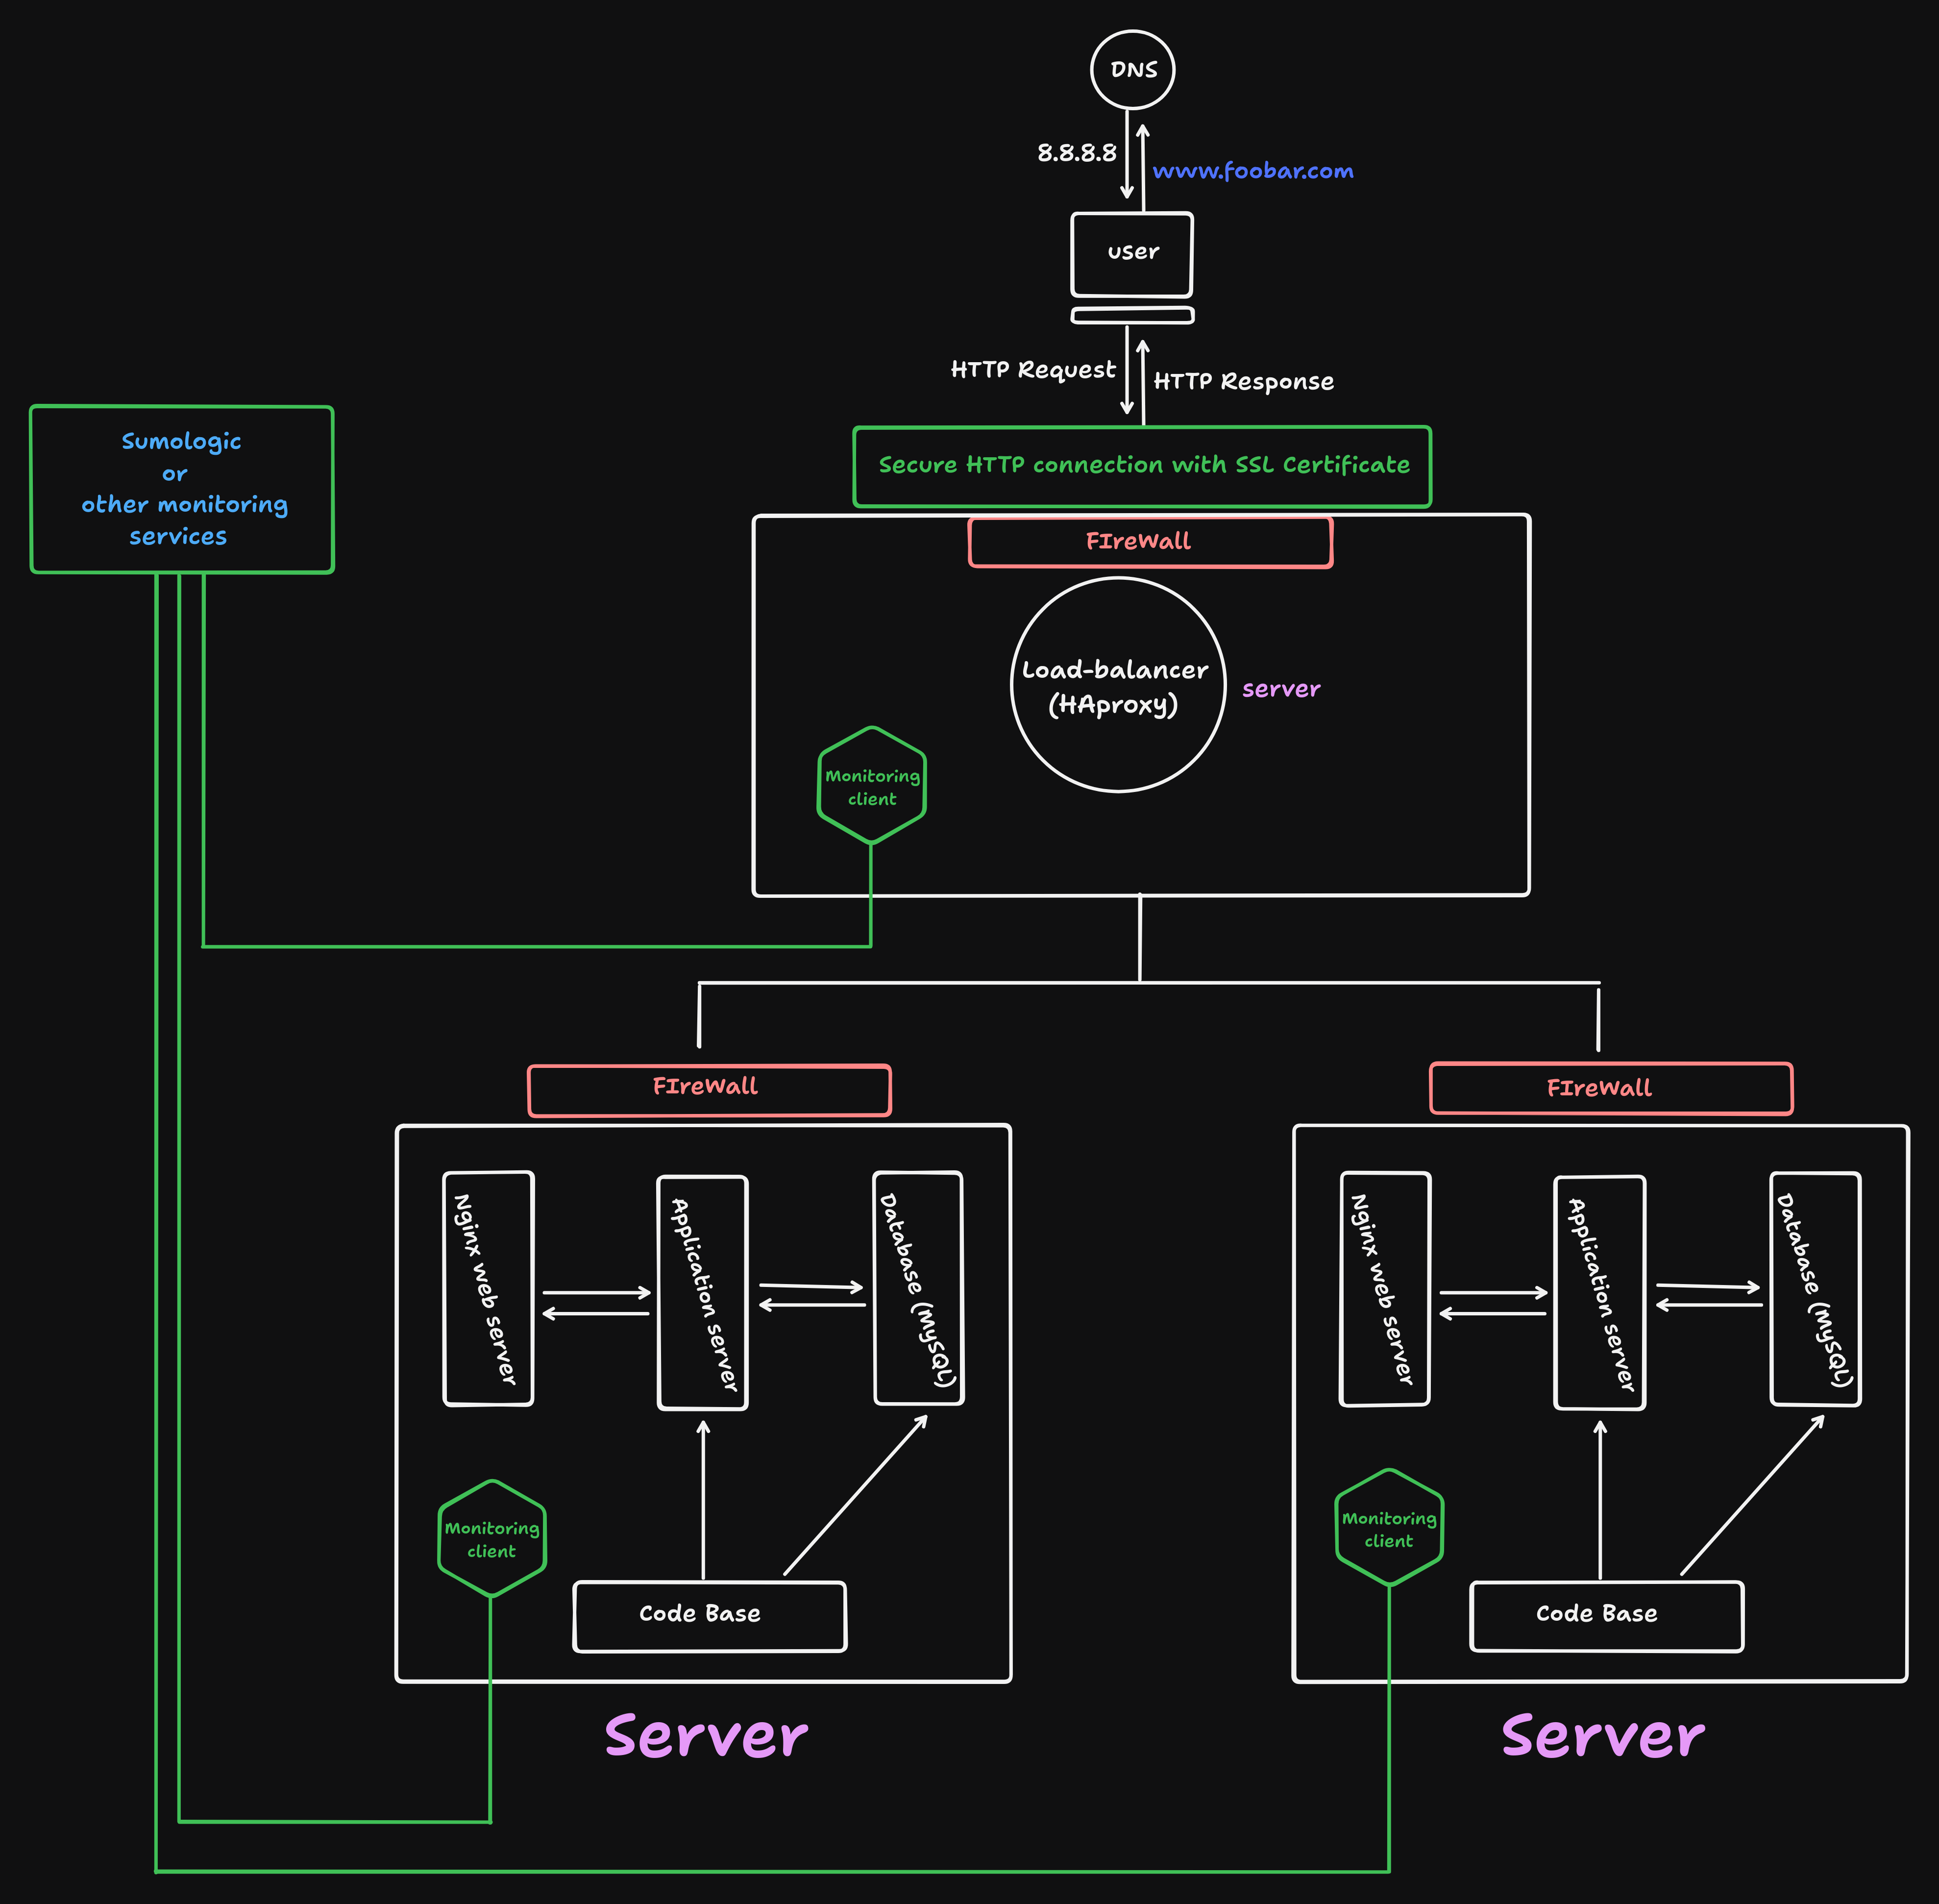 DNS
8.8.8.8
www.foobar.com
user
HTTP Request
HTTP Response
Sumologic
or
other monitoring
services
Secure HTTP connection with SSL Certificate
FIreWall
Load-balancer
(HAproxy)
server
Monitoring
client
FIreWall
FIreWall
Nginx web server
Application server
Database (MySQL)
Monitoring
client
Code Base
Server
Nginx web server
Application server
Database (MySQL)
Monitoring
client
Code Base
Server